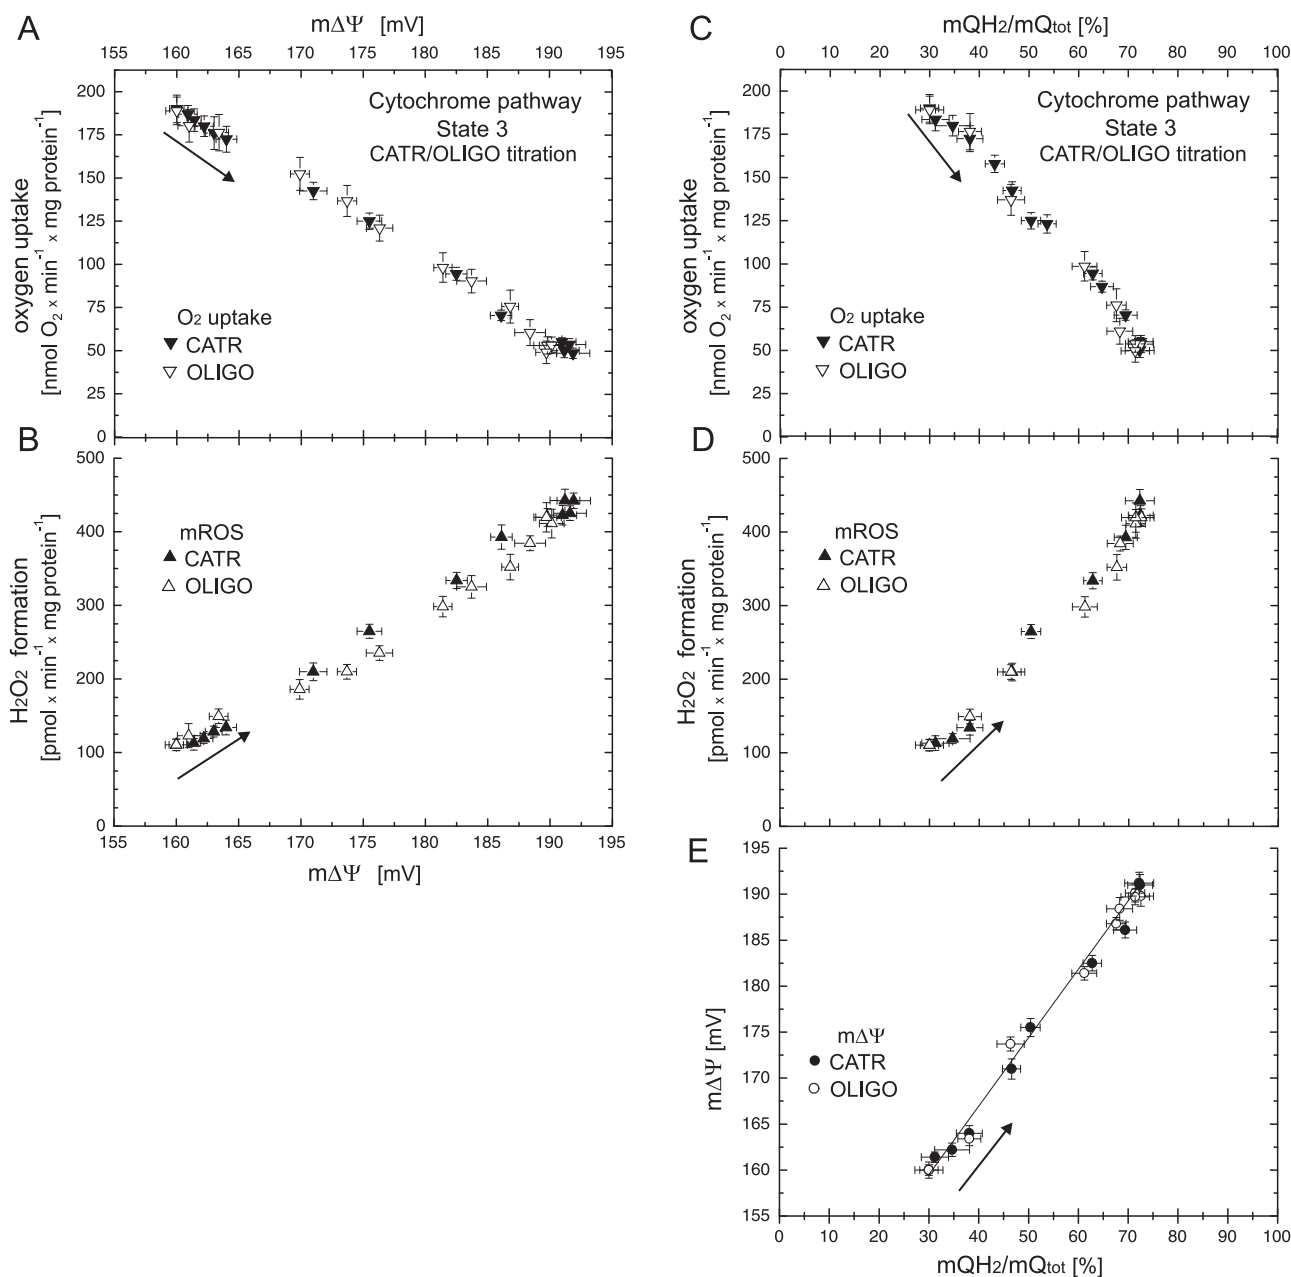 A
mΔΨ [mV]
155 160 165 170 175 180 185 190 195
200
175
150
125
100
75
50
25
0
oxygen uptake
[nmol O₂ x min⁻¹ x mg protein⁻¹]
Cytochrome pathway
State 3
CATR/OLIGO titration
O₂ uptake
CATR
OLIGO
B
500
400
300
200
100
0
H₂O₂ formation
[pmol x min⁻¹ x mg protein⁻¹]
mROS
CATR
OLIGO
155 160 165 170 175 180 185 190 195
mΔΨ [mV]
C
mQH₂/mQtot [%]
0 10 20 30 40 50 60 70 80 90 100
200
175
150
125
100
75
50
25
0
oxygen uptake
[nmol O₂ x min⁻¹ x mg protein⁻¹]
Cytochrome pathway
State 3
CATR/OLIGO titration
O₂ uptake
CATR
OLIGO
D
500
400
300
200
100
0
H₂O₂ formation
[pmol x min⁻¹ x mg protein⁻¹]
mROS
CATR
OLIGO
E
195
190
185
180
175
170
165
160
155
mΔΨ [mV]
mΔΨ
CATR
OLIGO
0 10 20 30 40 50 60 70 80 90 100
mQH₂/mQtot [%]